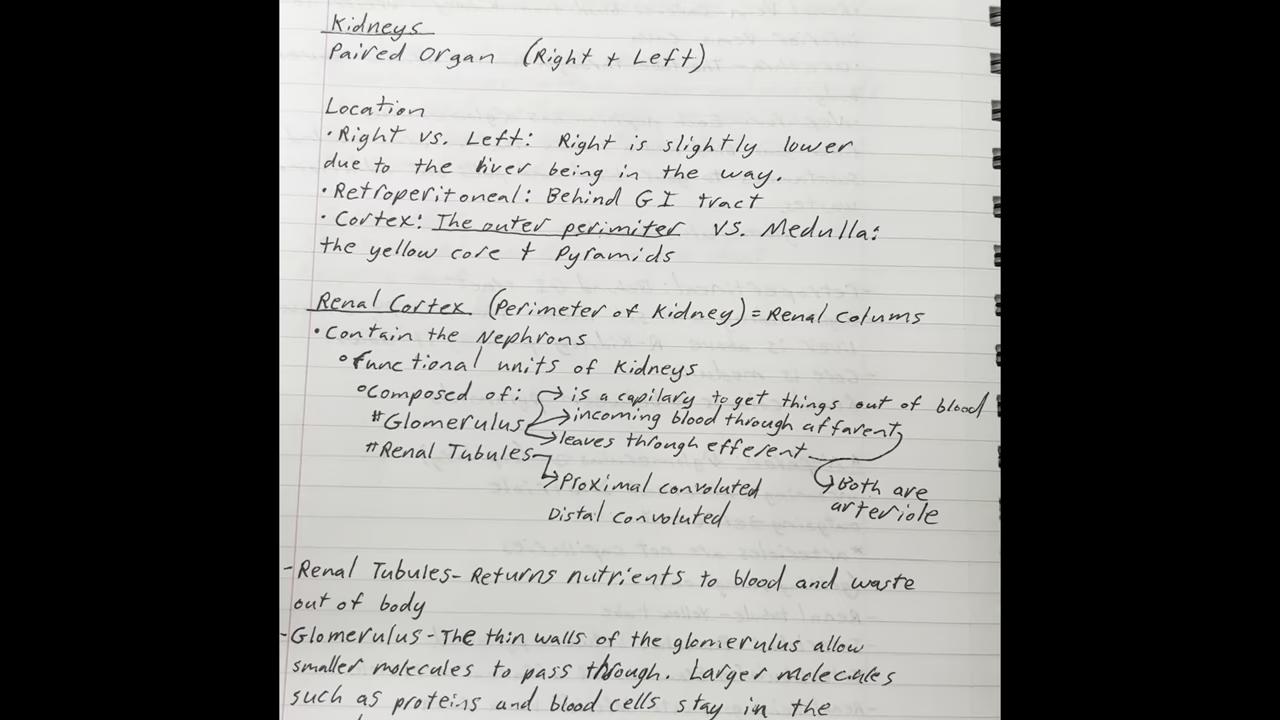 Kidneys
Paired Organ (Right + Left)
Location
• Right vs. Left: Right is slightly lower
due to the liver being in the way.
• Retroperitoneal: Behind GI tract
• Cortex: The outer perimiter vs. Medulla:
the yellow core + Pyramids
Renal Cortex (Perimeter of Kidney) = Renal Colums
• Contain the Nephrons
° Functional units of Kidneys
° Composed of: → is a capilary to get things out of blood
# Glomerulus → incoming blood through affarent
→ leaves through efferent
# Renal Tubules
→ Proximal convoluted → Both are
Distal convoluted arteriole
- Renal Tubules - Returns nutrients to blood and waste
out of body
- Glomerulus - The thin walls of the glomerulus allow
smaller molecules to pass through. Larger molecules
such as proteins and blood cells stay in the